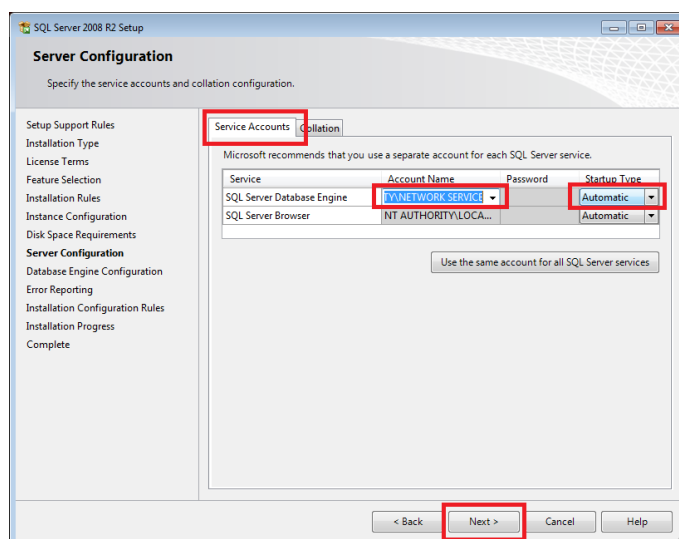 SQL Server 2008 R2 Setup
Server Configuration
Specify the service accounts and collation configuration.
Setup Support Rules
Installation Type
License Terms
Feature Selection
Installation Rules
Instance Configuration
Disk Space Requirements
Server Configuration
Database Engine Configuration
Error Reporting
Installation Configuration Rules
Installation Progress
Complete
Service Accounts Collation
Microsoft recommends that you use a separate account for each SQL Server service.
Service Account Name Password Startup Type
SQL Server Database Engine TY\NETWORK SERVICE Automatic
SQL Server Browser NT AUTHORITY\LOCA... Automatic
Use the same account for all SQL Server services
< Back Next > Cancel Help